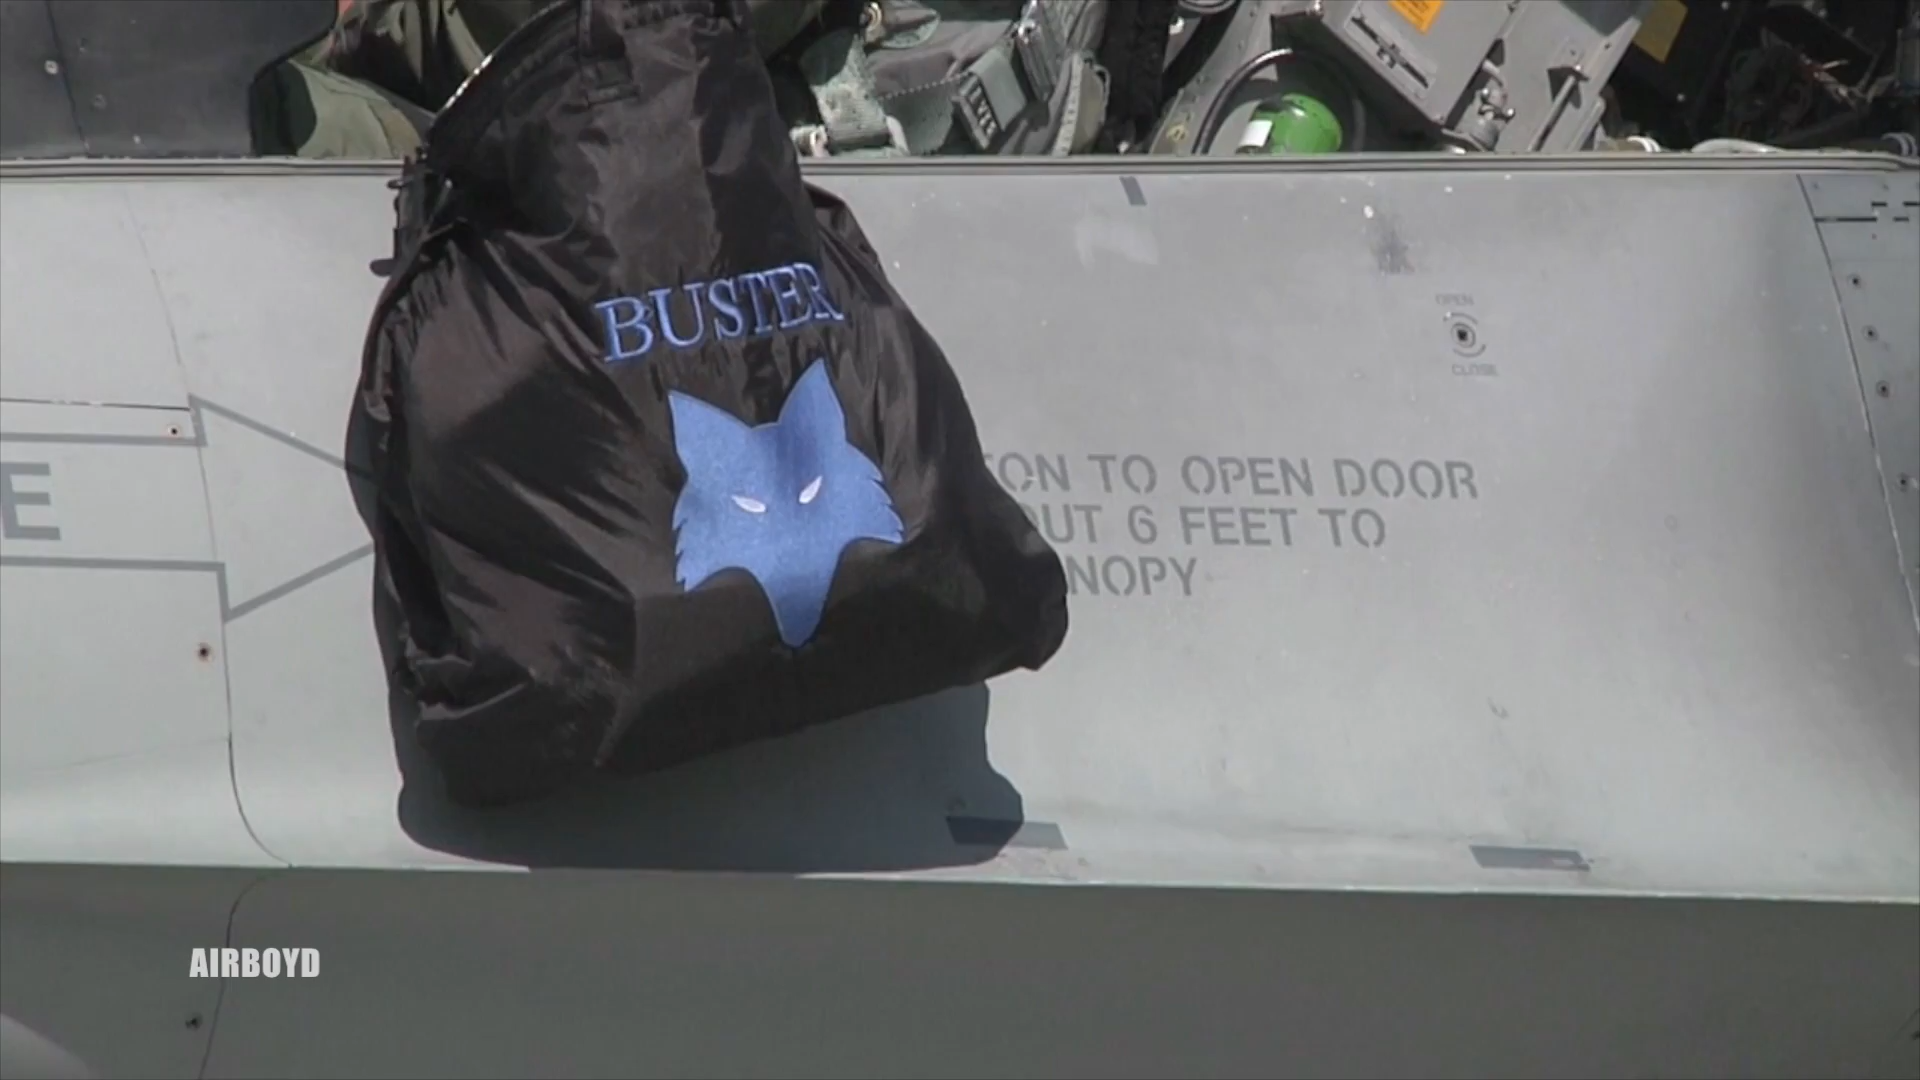 BUSTER
OPEN
CLOSE
E
ON TO OPEN DOOR
OUT 6 FEET TO
NOPY
AIRBOYD